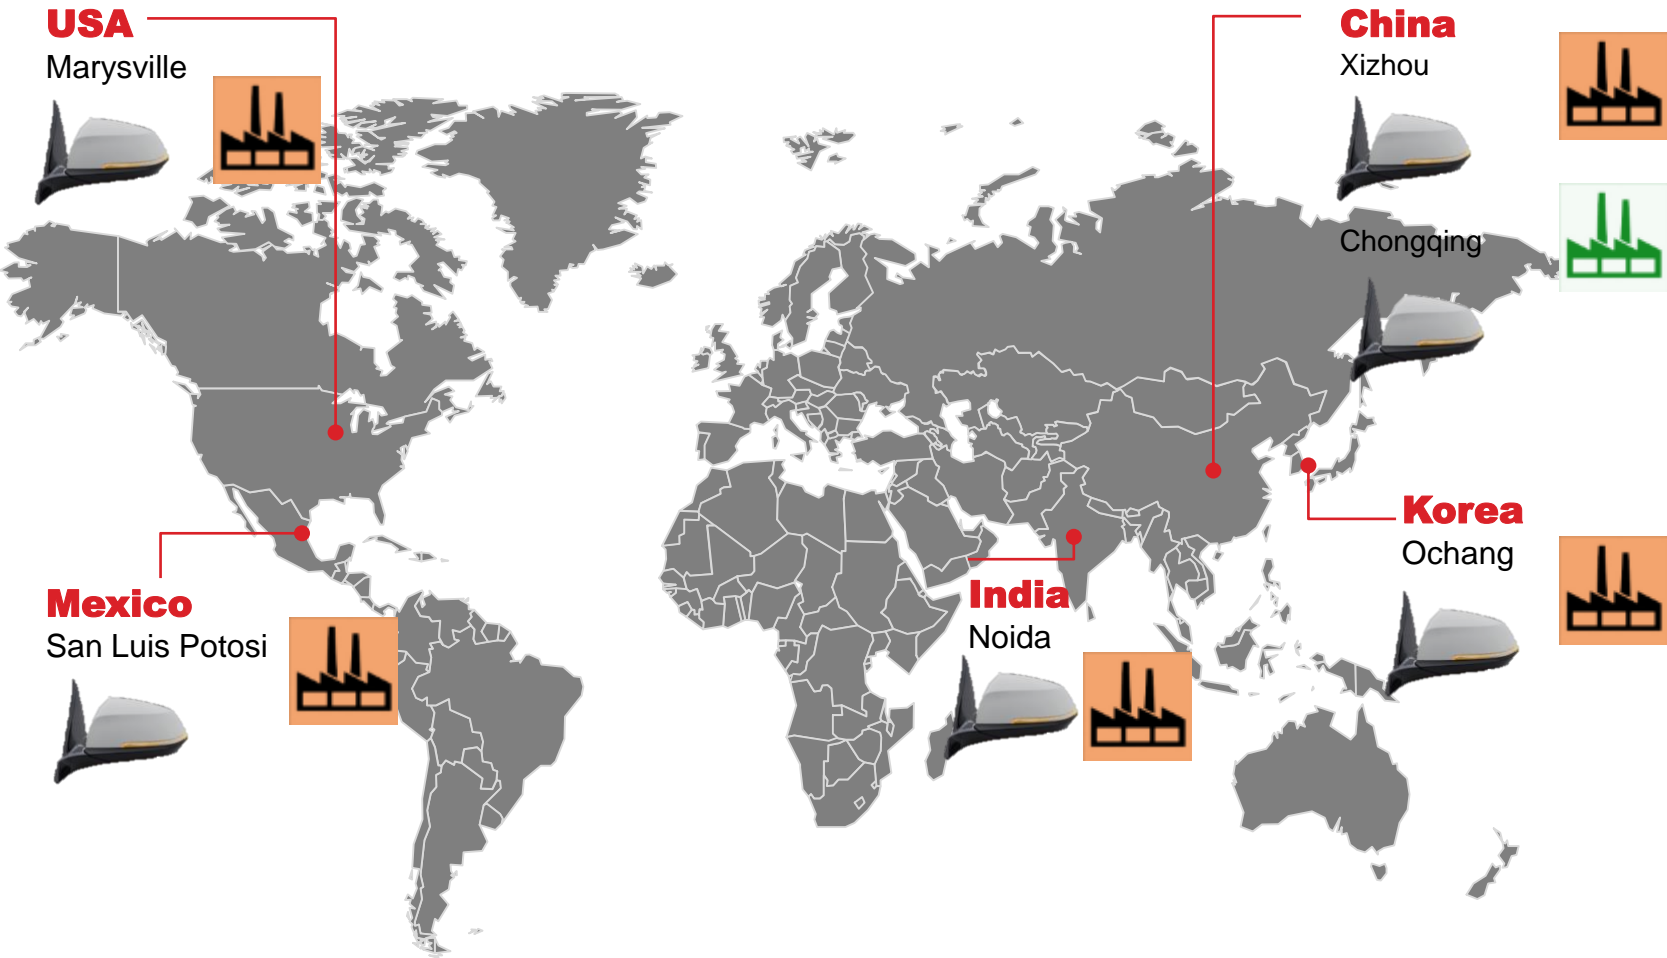 USA
Marysville
China
Xizhou
Chongqing
Korea
Ochang
India
Noida
Mexico
San Luis Potosi